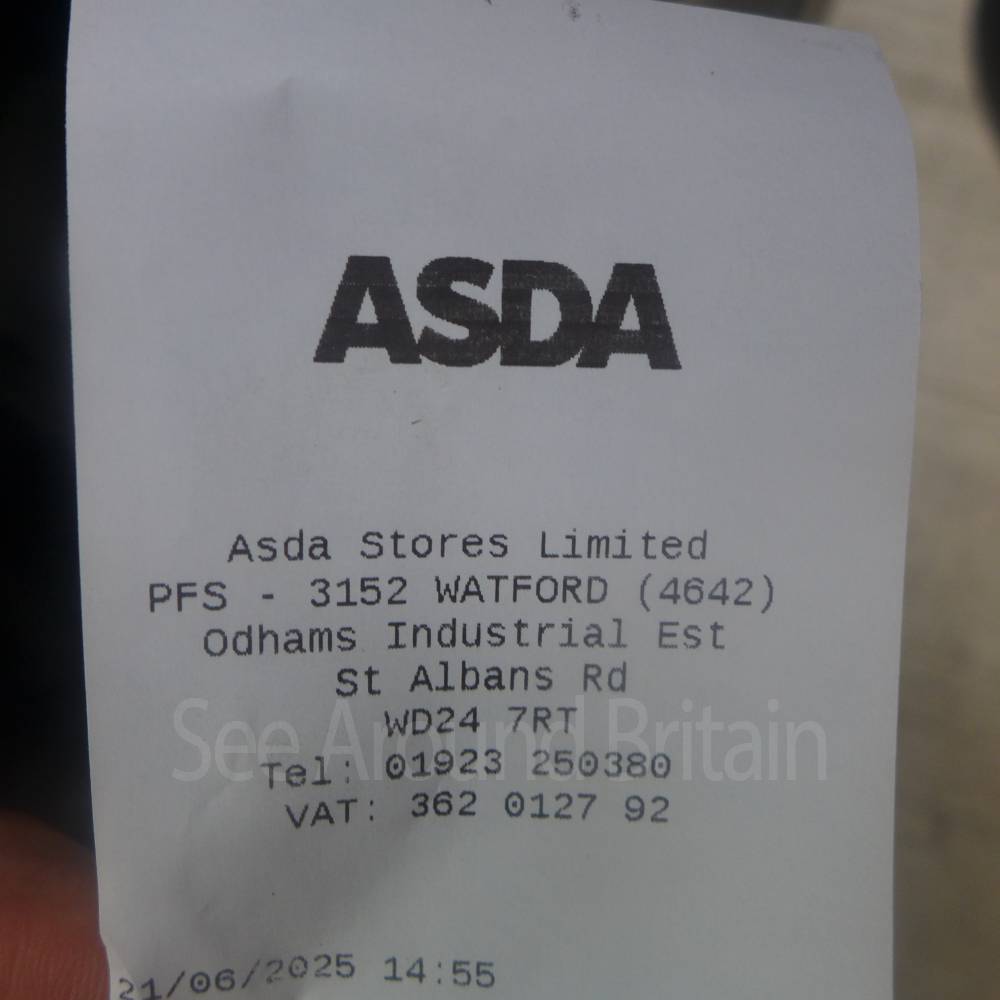 ASDA
Asda Stores Limited
PFS - 3152 WATFORD (4642)
Odhams Industrial Est
St Albans Rd
WD24 7RT
See Around Britain
Tel: 01923 250380
VAT: 362 0127 92
21/06/2025 14:55